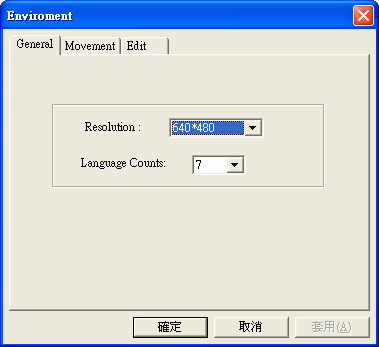 Enviroment
General Movement Edit
Resolution : 640*480
Language Counts: 7
確定 取消 套用(A)